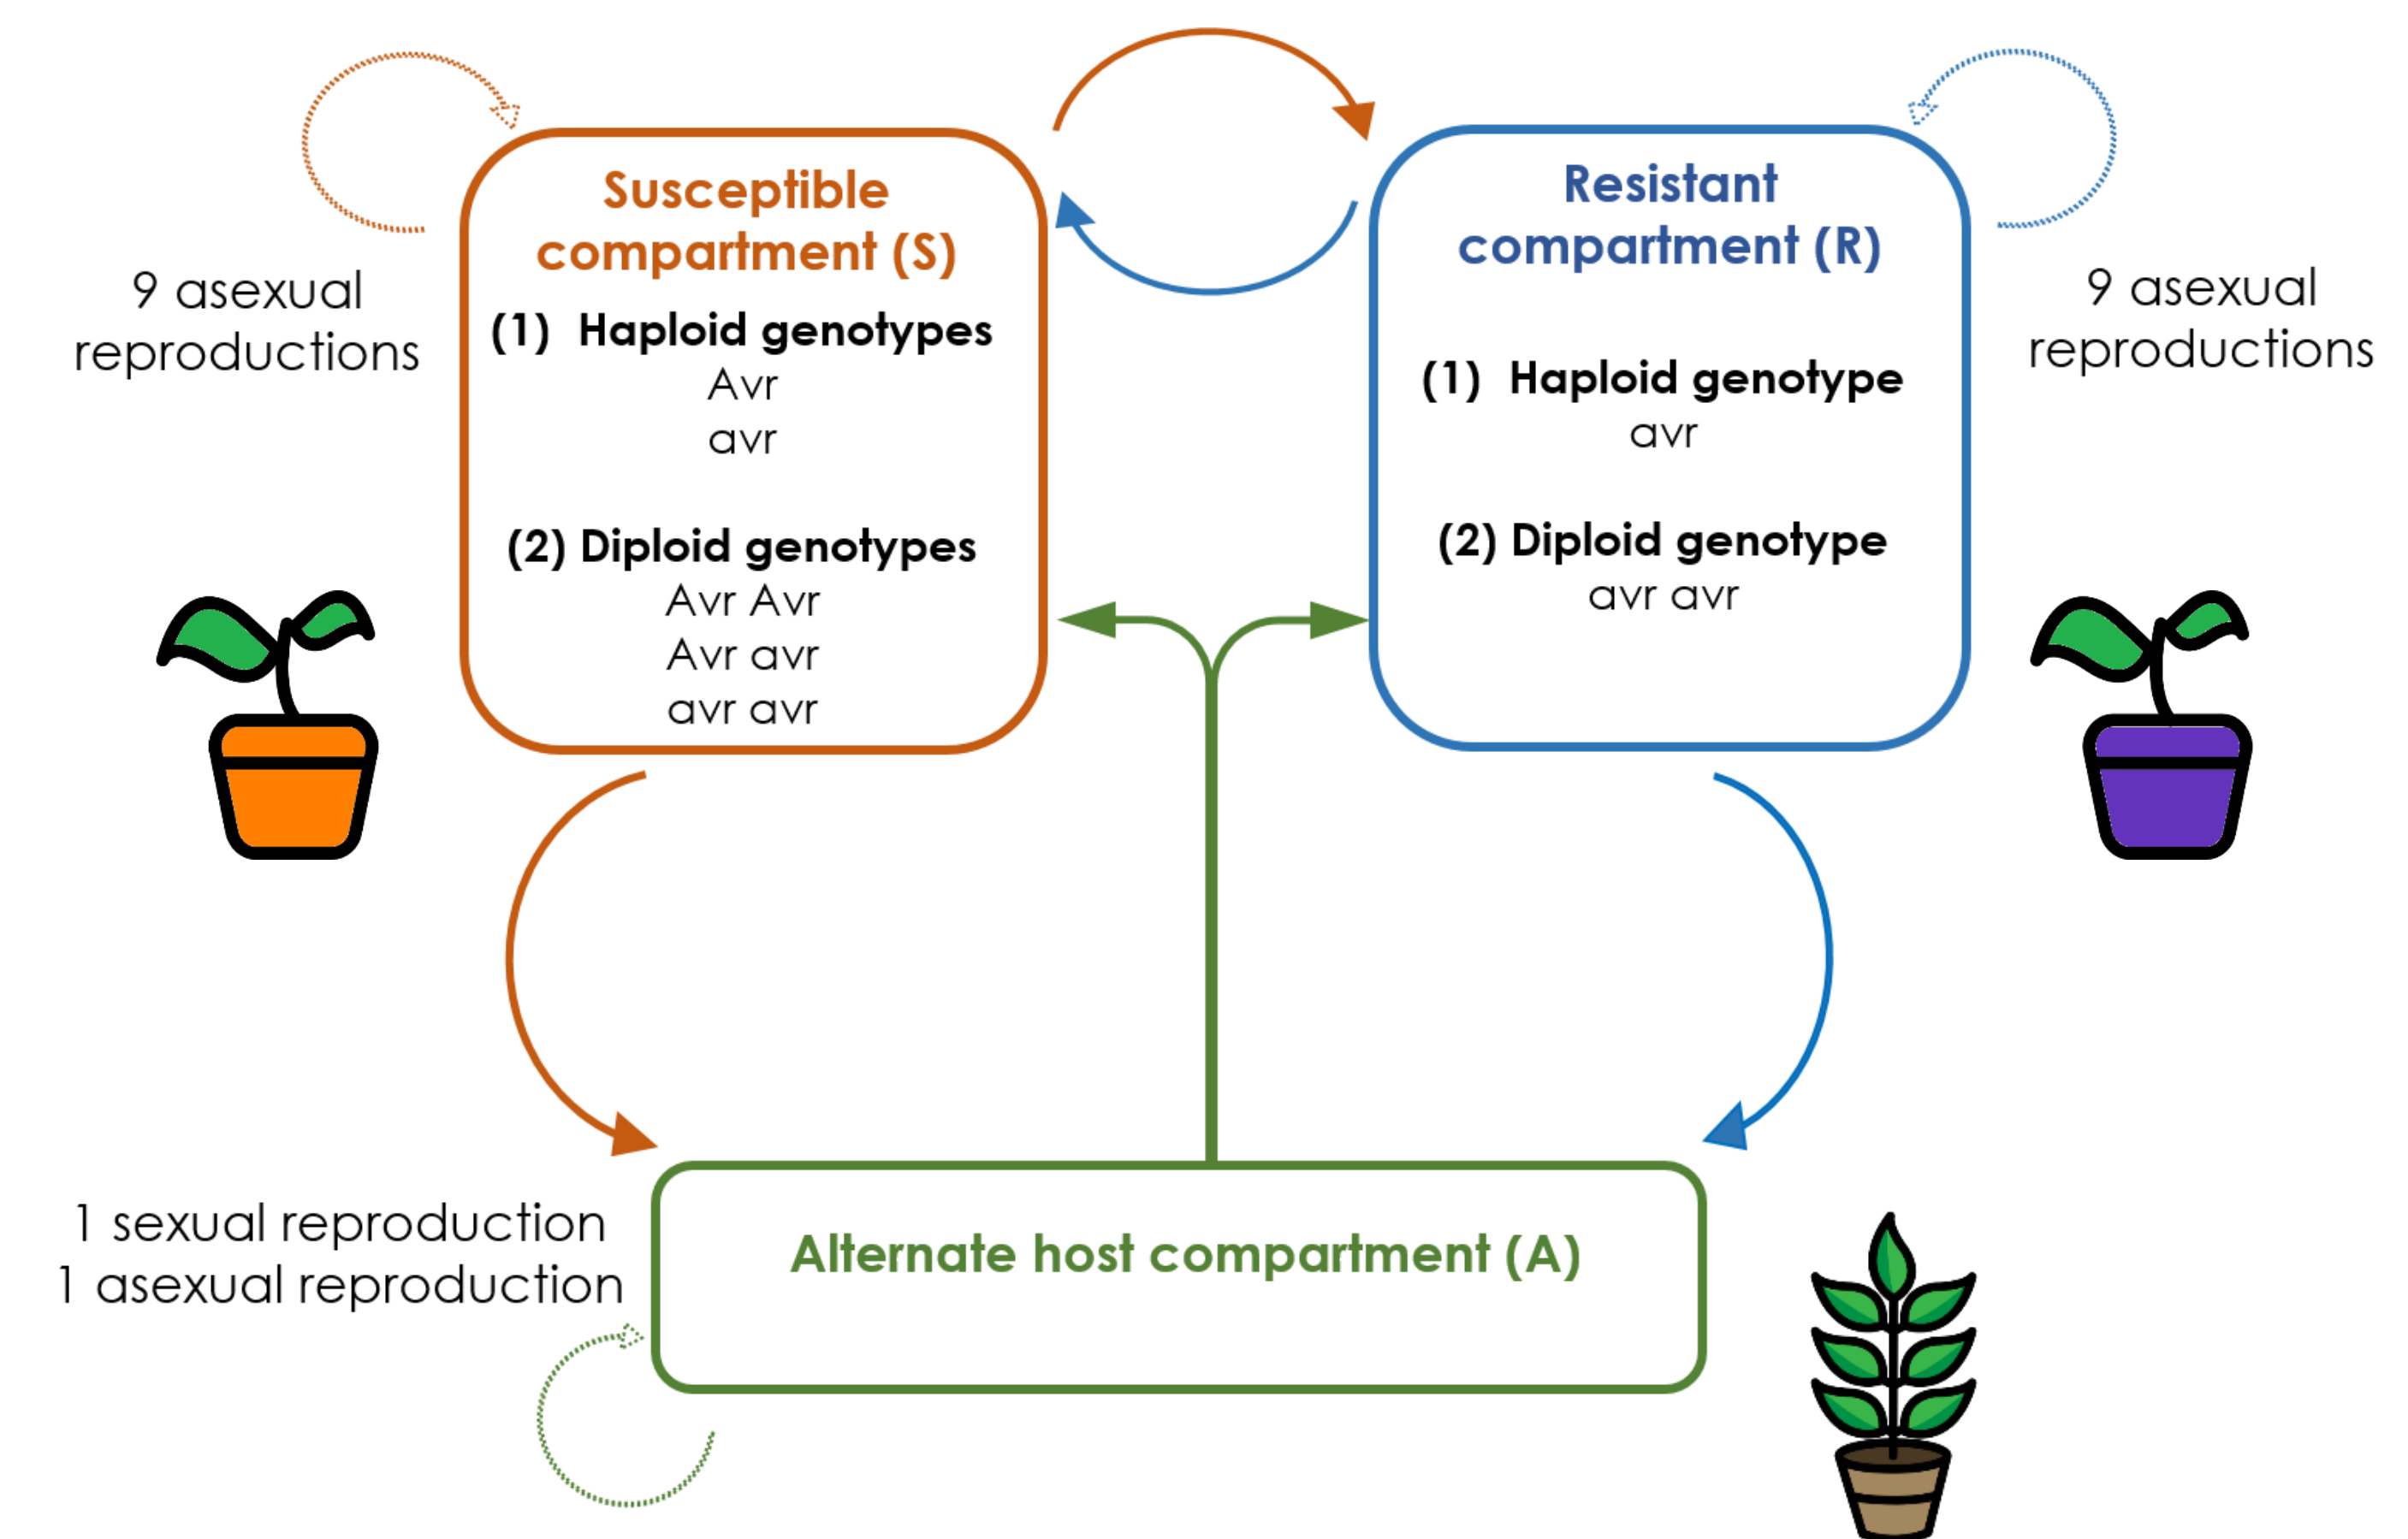 Susceptible
compartment (S)
(1) Haploid genotypes
Avr
avr
(2) Diploid genotypes
Avr Avr
Avr avr
avr avr
9 asexual
reproductions
Resistant
compartment (R)
(1) Haploid genotype
avr
(2) Diploid genotype
avr avr
9 asexual
reproductions
1 sexual reproduction
1 asexual reproduction
Alternate host compartment (A)